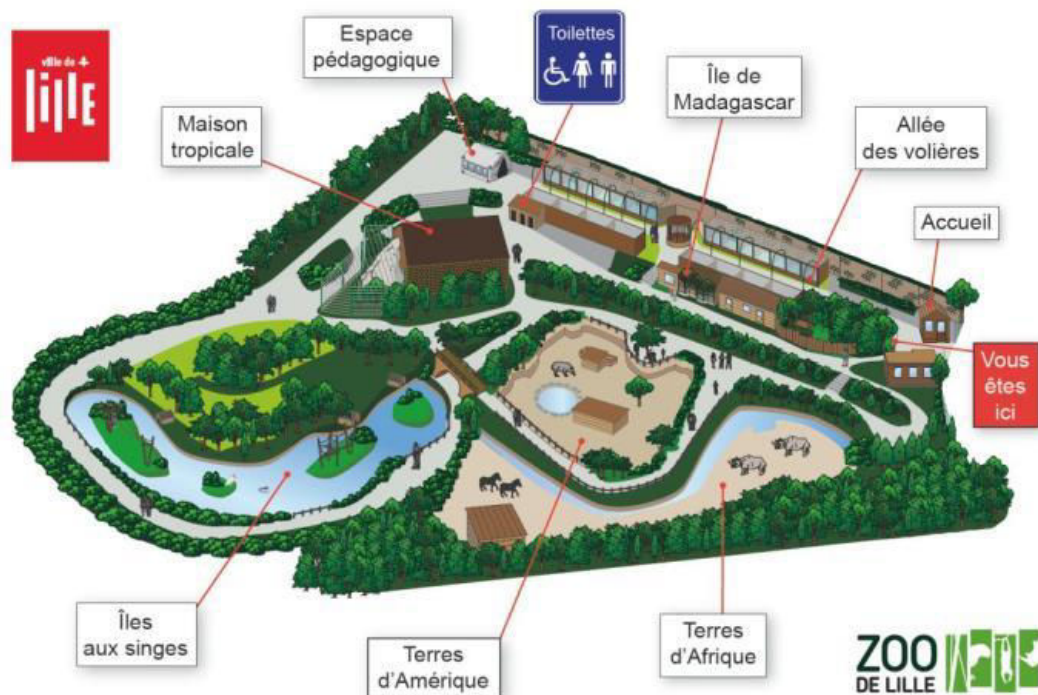 ville de
lille
Espace
pédagogique
Toilettes
Île de
Madagascar
Maison
tropicale
Allée
des volières
Accueil
Vous
êtes
ici
Îles
aux singes
Terres
d'Amérique
Terres
d'Afrique
ZOO
DE LILLE